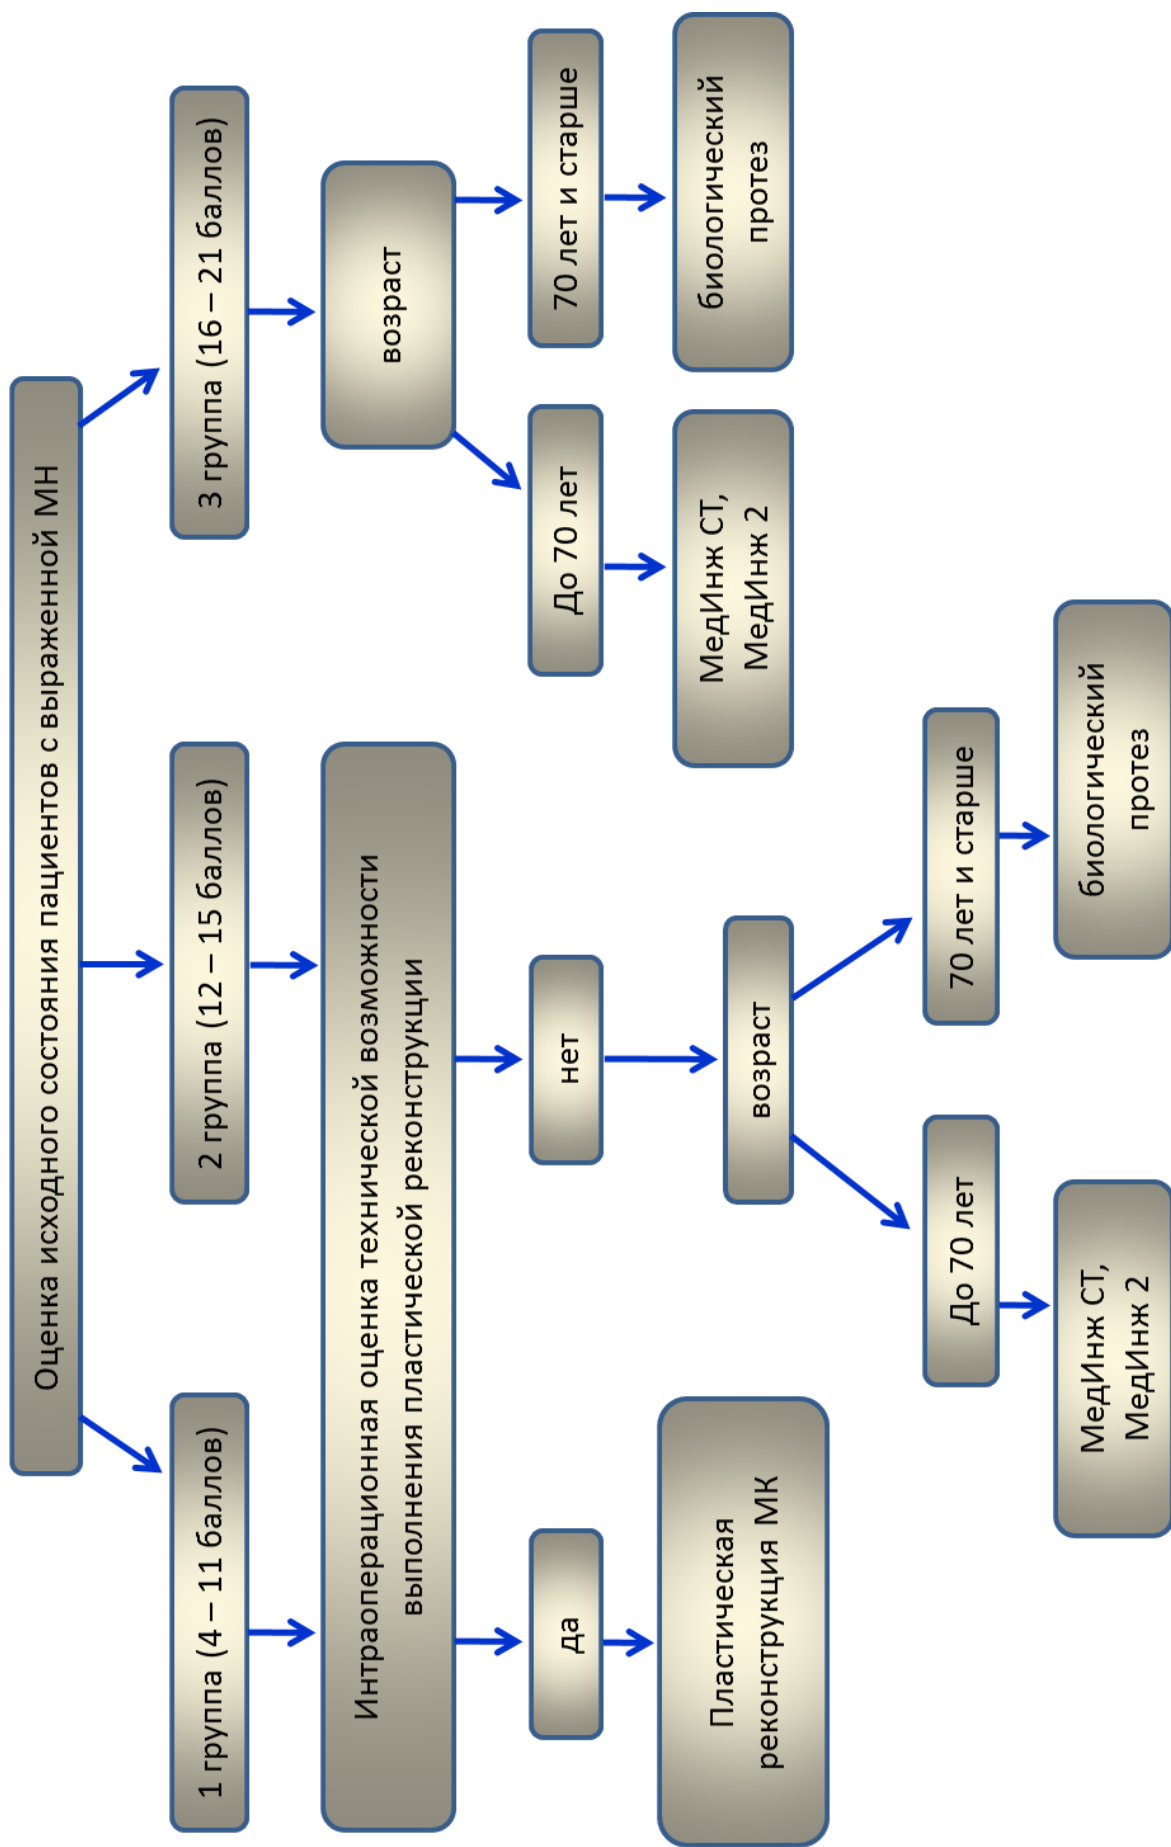 Оценка исходного состояния пациентов с выраженной МН
1 группа (4 – 11 баллов)
2 группа (12 – 15 баллов)
3 группа (16 – 21 баллов)
Интраоперационная оценка технической возможности
выполнения пластической реконструкции
возраст
да
нет
До 70 лет
70 лет и старше
Пластическая
реконструкция МК
МедИнж СТ,
МедИнж 2
биологический
протез
возраст
До 70 лет
70 лет и старше
МедИнж СТ,
МедИнж 2
биологический
протез